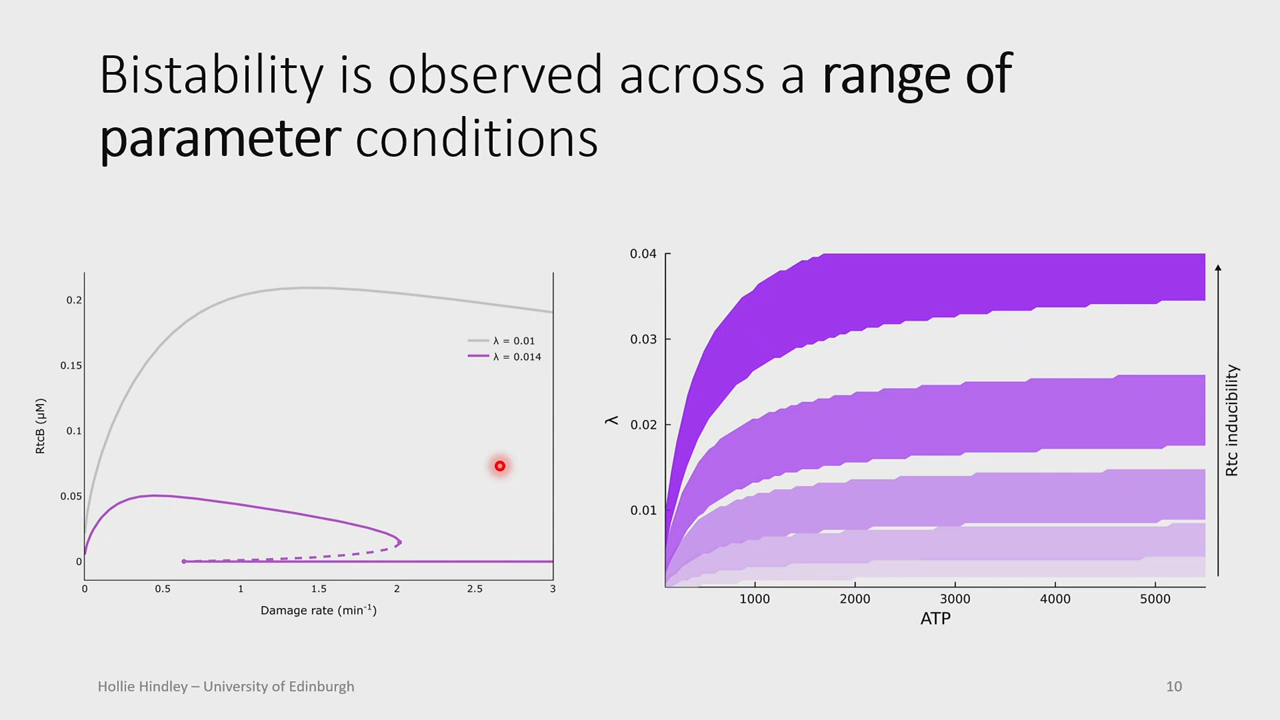 Bistability is observed across a range of
parameter conditions
RtcB (μM)
0.2
0.15
0.1
0.05
0
0 0.5 1 1.5 2 2.5 3
Damage rate (min⁻¹)
λ = 0.01
λ = 0.014
λ
0.04
0.03
0.02
0.01
1000 2000 3000 4000 5000
ATP
Rtc inducibility
Hollie Hindley – University of Edinburgh
10